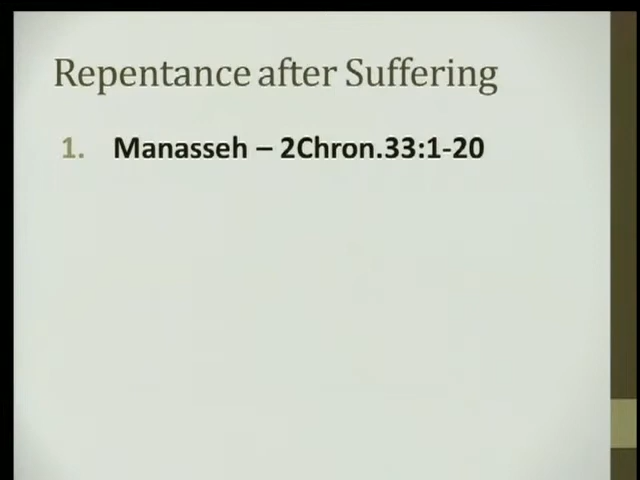 Repentance after Suffering
1. Manasseh – 2Chron.33:1-20